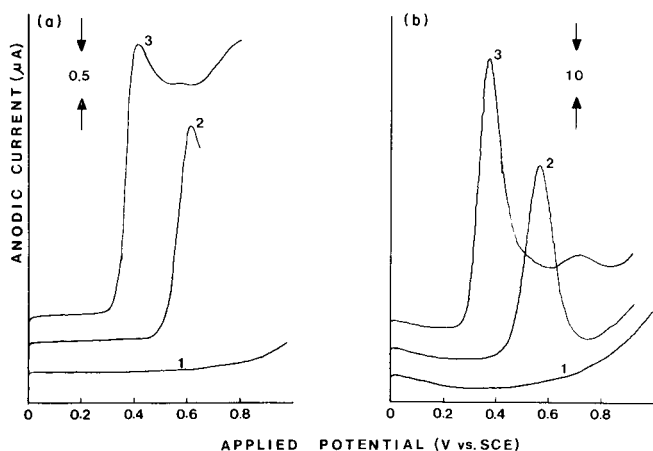 (a)
(b)
ANODIC CURRENT (µA)
0.5
3
2
1
10
3
2
1
0 0.2 0.4 0.6 0.8
0 0.2 0.4 0.6 0.8
APPLIED POTENTIAL (V vs. SCE)